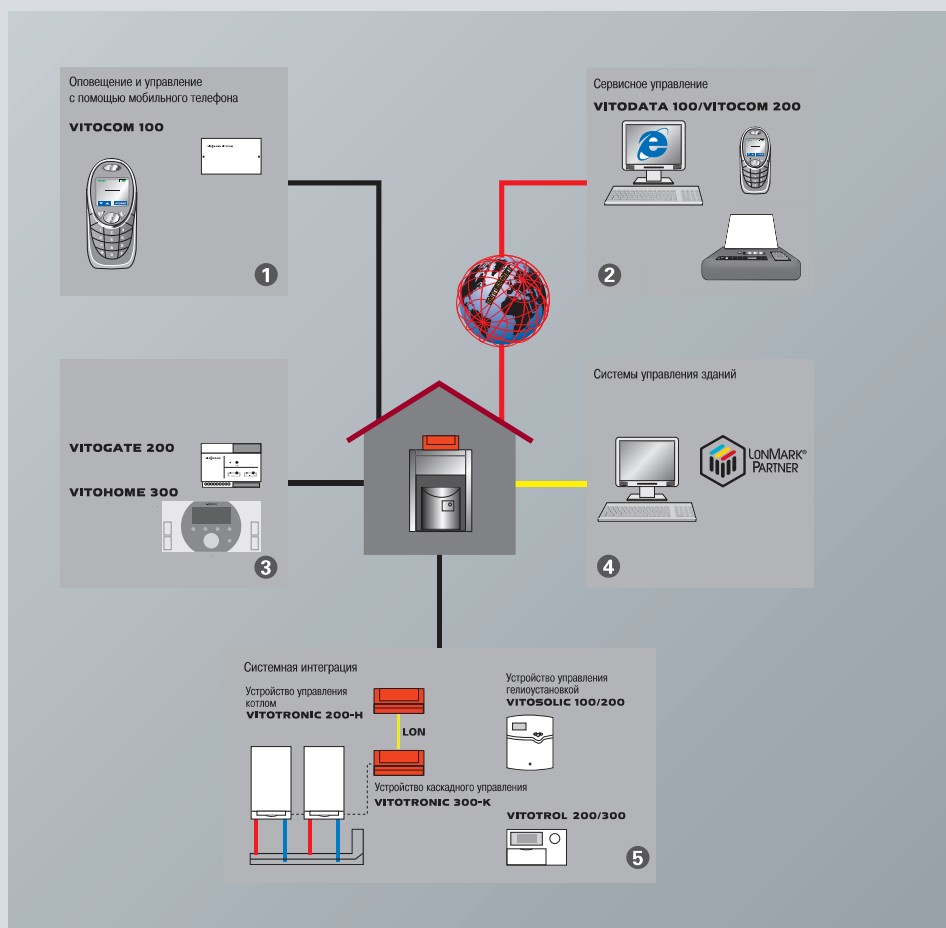 Оповещение и управление
с помощью мобильного телефона
VITOCOM 100
1
Сервисное управление
VITODATA 100/VITOCOM 200
2
VITOGATE 200
VITOHOME 300
3
Системы управления зданий
LONMARK®
PARTNER
4
Системная интеграция
Устройство управления
котлом
VITOTRONIC 200-H
LON
Устройство каскадного управления
VITOTRONIC 300-K
Устройство управления
гелиоустановкой
VITOSOLIC 100/200
VITOTROL 200/300
5